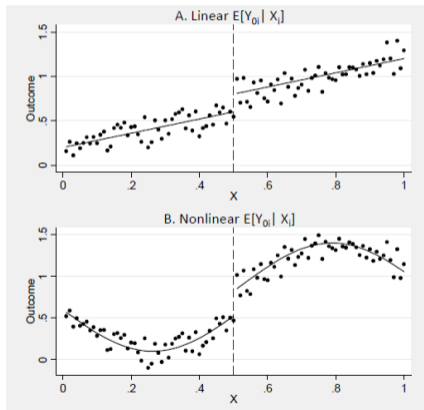 A. Linear E[Y₀ᵢ| Xᵢ]
1.5
1
.5
0
Outcome
0 .2 .4 .6 .8 1
X
B. Nonlinear E[Y₀ᵢ| Xᵢ]
1.5
1
.5
0
Outcome
0 .2 .4 .6 .8 1
X